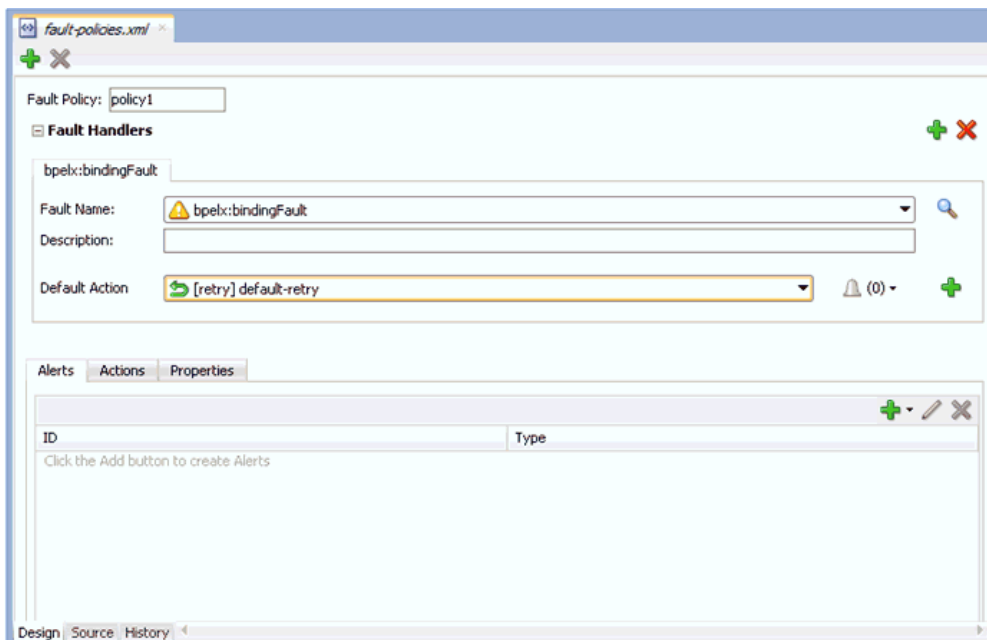 fault-policies.xml
Fault Policy: policy1
Fault Handlers
bpelx:bindingFault
Fault Name: bpelx:bindingFault
Description:
Default Action [retry] default-retry (0)
Alerts Actions Properties
ID Type
Click the Add button to create Alerts
Design Source History